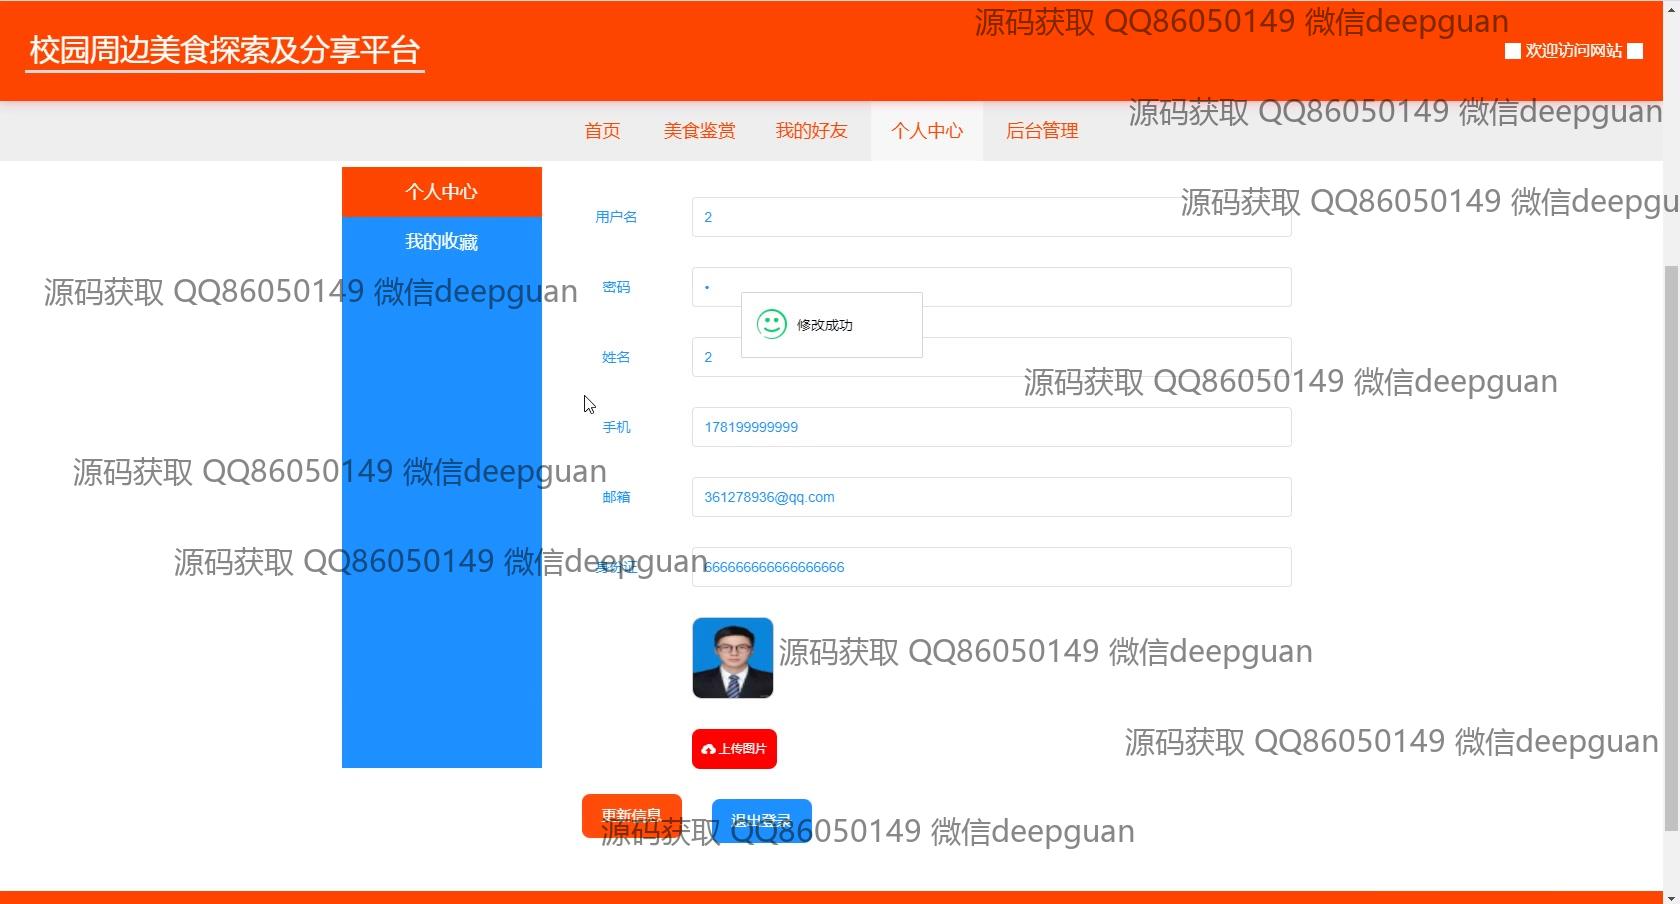 源码获取 QQ86050149 微信deepguan
校园周边美食探索及分享平台
欢迎访问网站
源码获取 QQ86050149 微信deepguan
首页
美食鉴赏
我的好友
个人中心
后台管理
个人中心
源码获取 QQ86050149 微信deepgu
用户名
2
我的收藏
源码获取 QQ86050149 微信deepguan
密码
•
修改成功
姓名
2
源码获取 QQ86050149 微信deepguan
手机
178199999999
源码获取 QQ86050149 微信deepguan
邮箱
361278936@qq.com
源码获取 QQ86050149 微信deepguan
身份证
666666666666666666
源码获取 QQ86050149 微信deepguan
上传图片
源码获取 QQ86050149 微信deepguan
更新信息
退出登录
源码获取 QQ86050149 微信deepguan